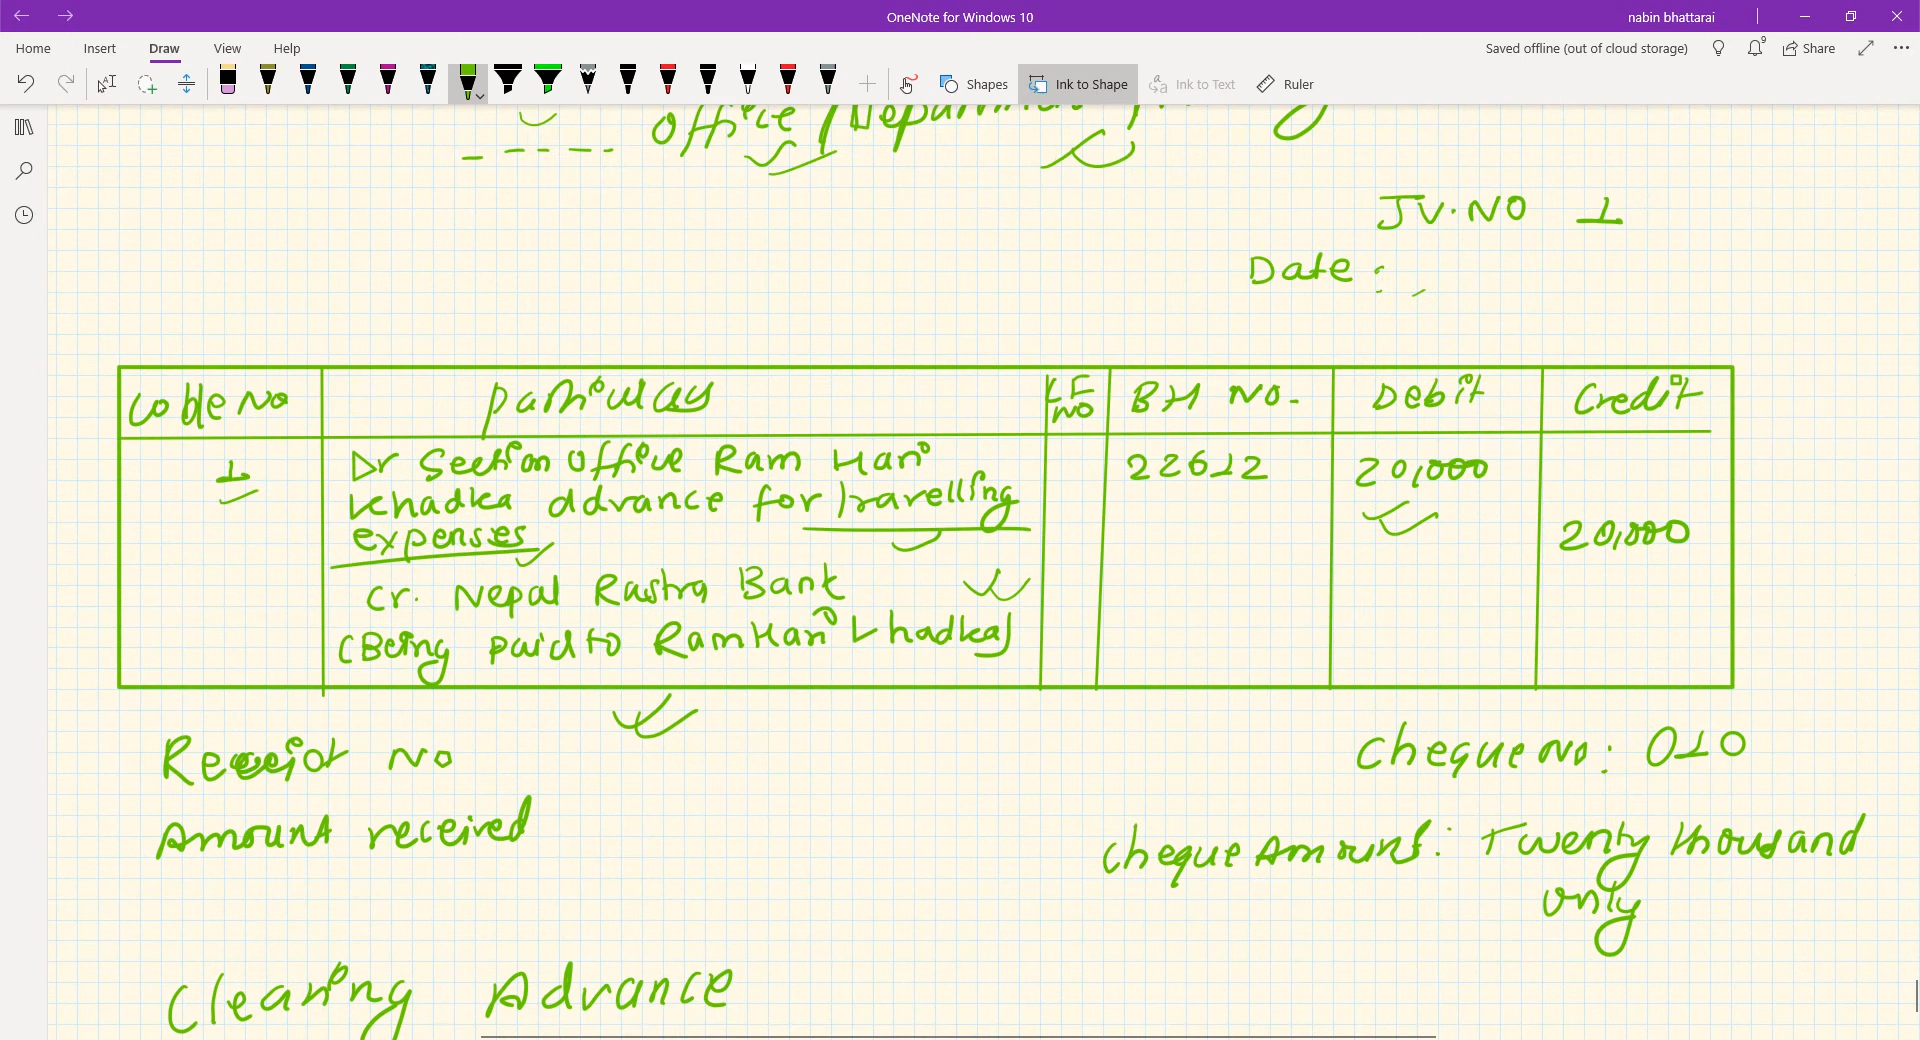 OneNote for Windows 10
nabin bhattarai
Home Insert Draw View Help
Saved offline (out of cloud storage)
9
Share
Shapes
Ink to Shape
Ink to Text
Ruler
----- Office / Department
JV. NO 1
Date :
Code No
Particulars
LF NO
BH NO.
Debit
Credit
1
Dr Section Office Ram Hari
22612
20,000
khadka advance for travelling
expenses
20,000
cr. Nepal Rastra Bank
(Being paid to Ram Hari khadka)
Receipt No
Cheque No: 010
Amount received
Cheque Amount: Twenty thousand
only
Clearing Advance